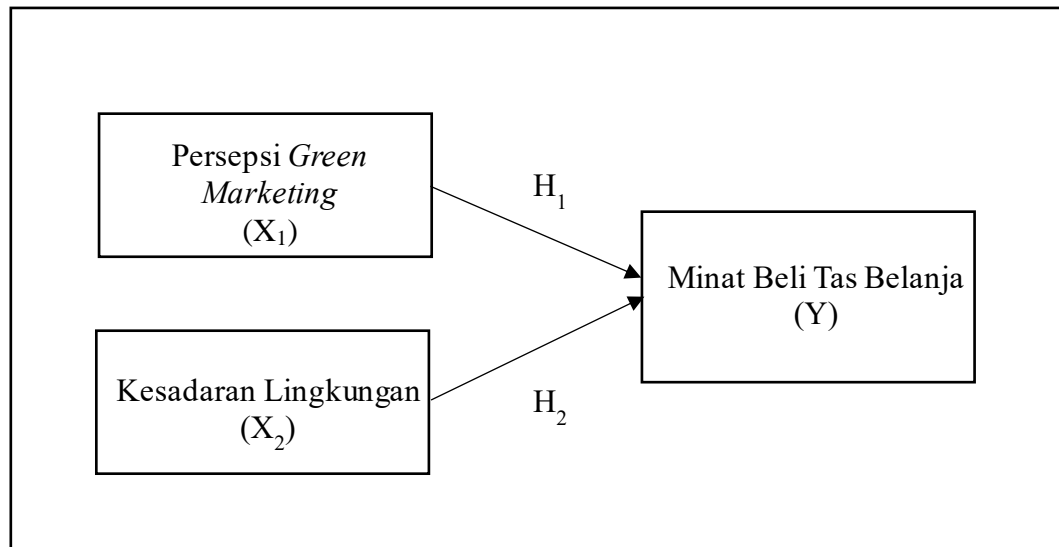 Persepsi Green
Marketing
(X₁)
H₁
Minat Beli Tas Belanja
(Y)
Kesadaran Lingkungan
(X₂)
H₂